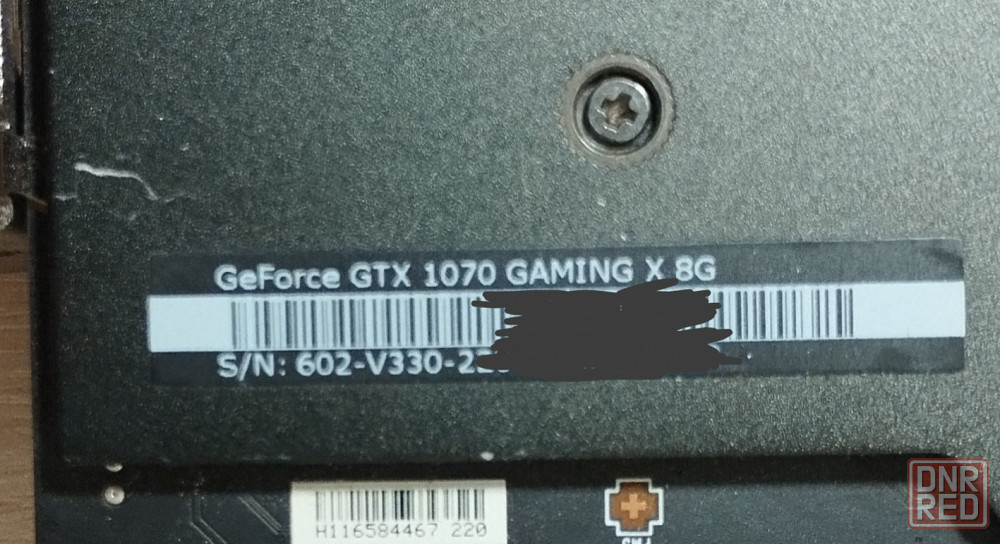 GeForce GTX 1070 GAMING X 8G
S/N: 602-V330-2
H116584467 220
DNR
RED